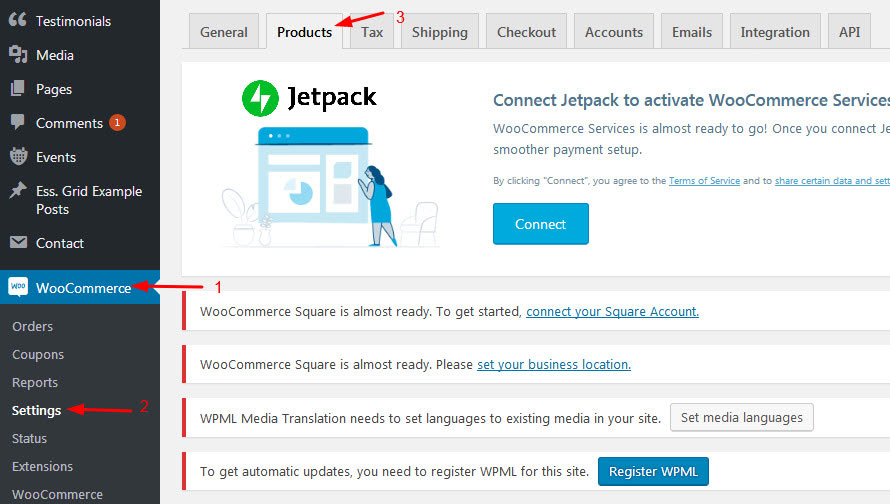 Testimonials
Media
Pages
Comments 1
Events
Ess. Grid Example
Posts
Contact
WOO WooCommerce
1
Orders
Coupons
Reports
Settings
2
Status
Extensions
WooCommerce
3
General Products Tax Shipping Checkout Accounts Emails Integration API
Jetpack
Connect Jetpack to activate WooCommerce Services
WooCommerce Services is almost ready to go! Once you connect Je
smoother payment setup.
By clicking "Connect", you agree to the Terms of Service and to share certain data and sett
Connect
WooCommerce Square is almost ready. To get started, connect your Square Account.
WooCommerce Square is almost ready. Please set your business location.
WPML Media Translation needs to set languages to existing media in your site. Set media languages
To get automatic updates, you need to register WPML for this site. Register WPML